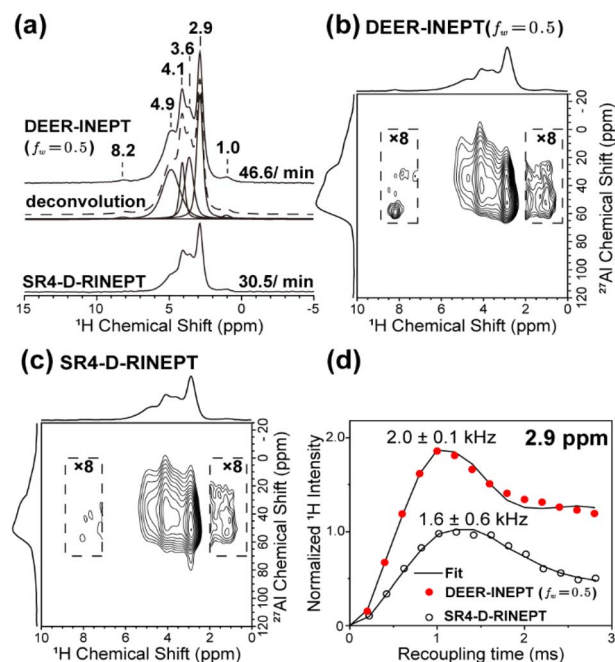 (a)
2.9
3.6
4.1
4.9
8.2
1.0
DEER-INEPT
(f_w=0.5)
46.6/ min
deconvolution
SR4-D-RINEPT
30.5/ min
15 10 5 0 -5
¹H Chemical Shift (ppm)
(b) DEER-INEPT(f_w=0.5)
×8
×8
-20
0
20
40
60
80
100
120
²⁷Al Chemical Shift (ppm)
10 8 6 4 2 0
¹H Chemical Shift (ppm)
(c) SR4-D-RINEPT
×8
×8
-20
0
20
40
60
80
100
120
²⁷Al Chemical Shift (ppm)
10 8 6 4 2 0
¹H Chemical Shift (ppm)
(d)
2.0 ± 0.1 kHz
2.9 ppm
1.6 ± 0.6 kHz
Fit
DEER-INEPT (f_w=0.5)
SR4-D-RINEPT
2.0
1.0
0.0
Normalized ¹H Intensity
0 1 2 3
Recoupling time (ms)